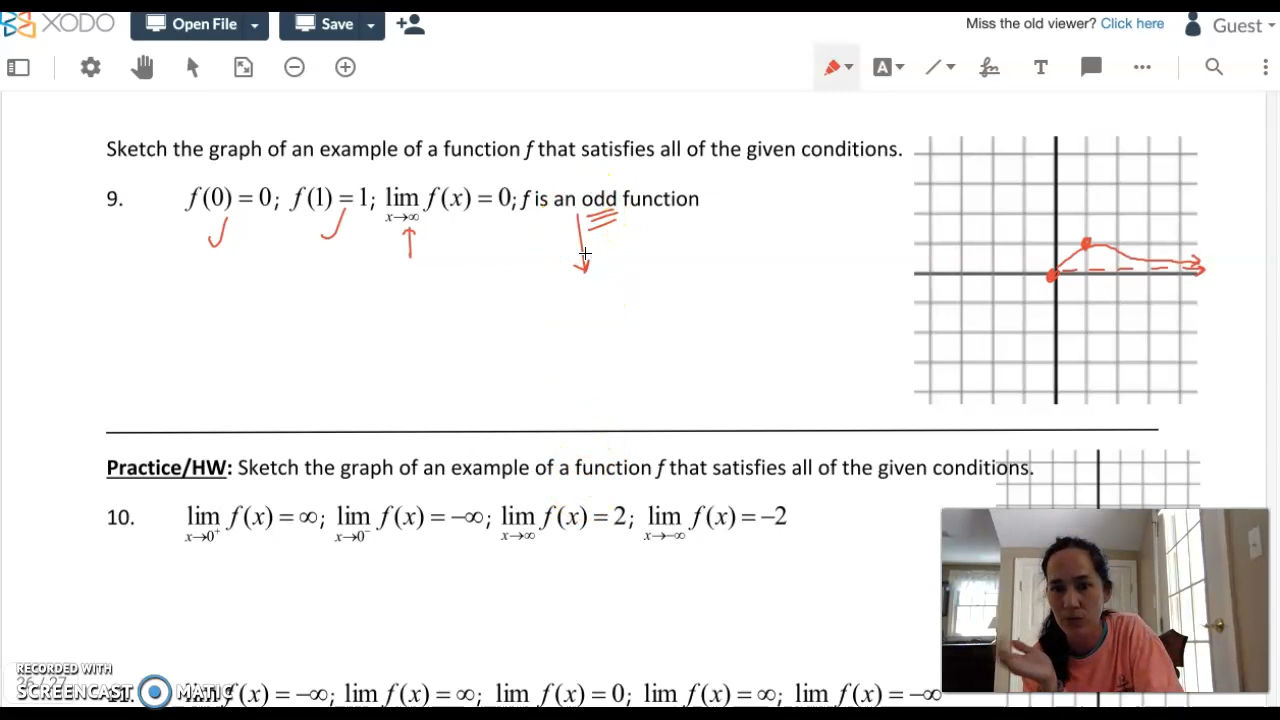 XODO Open File Save Miss the old viewer? Click here Guest
A T
Sketch the graph of an example of a function f that satisfies all of the given conditions.
9. f(0) = 0; f(1) = 1; lim x→∞ f(x) = 0; f is an odd function
Practice/HW: Sketch the graph of an example of a function f that satisfies all of the given conditions.
10. lim x→0⁺ f(x) = ∞; lim x→0⁻ f(x) = −∞; lim x→∞ f(x) = 2; lim x→−∞ f(x) = −2
RECORDED WITH
SCREENCAST MATIC
f(x) = −∞; lim f(x) = ∞; lim f(x) = 0; lim f(x) = ∞; lim f(x) = −∞